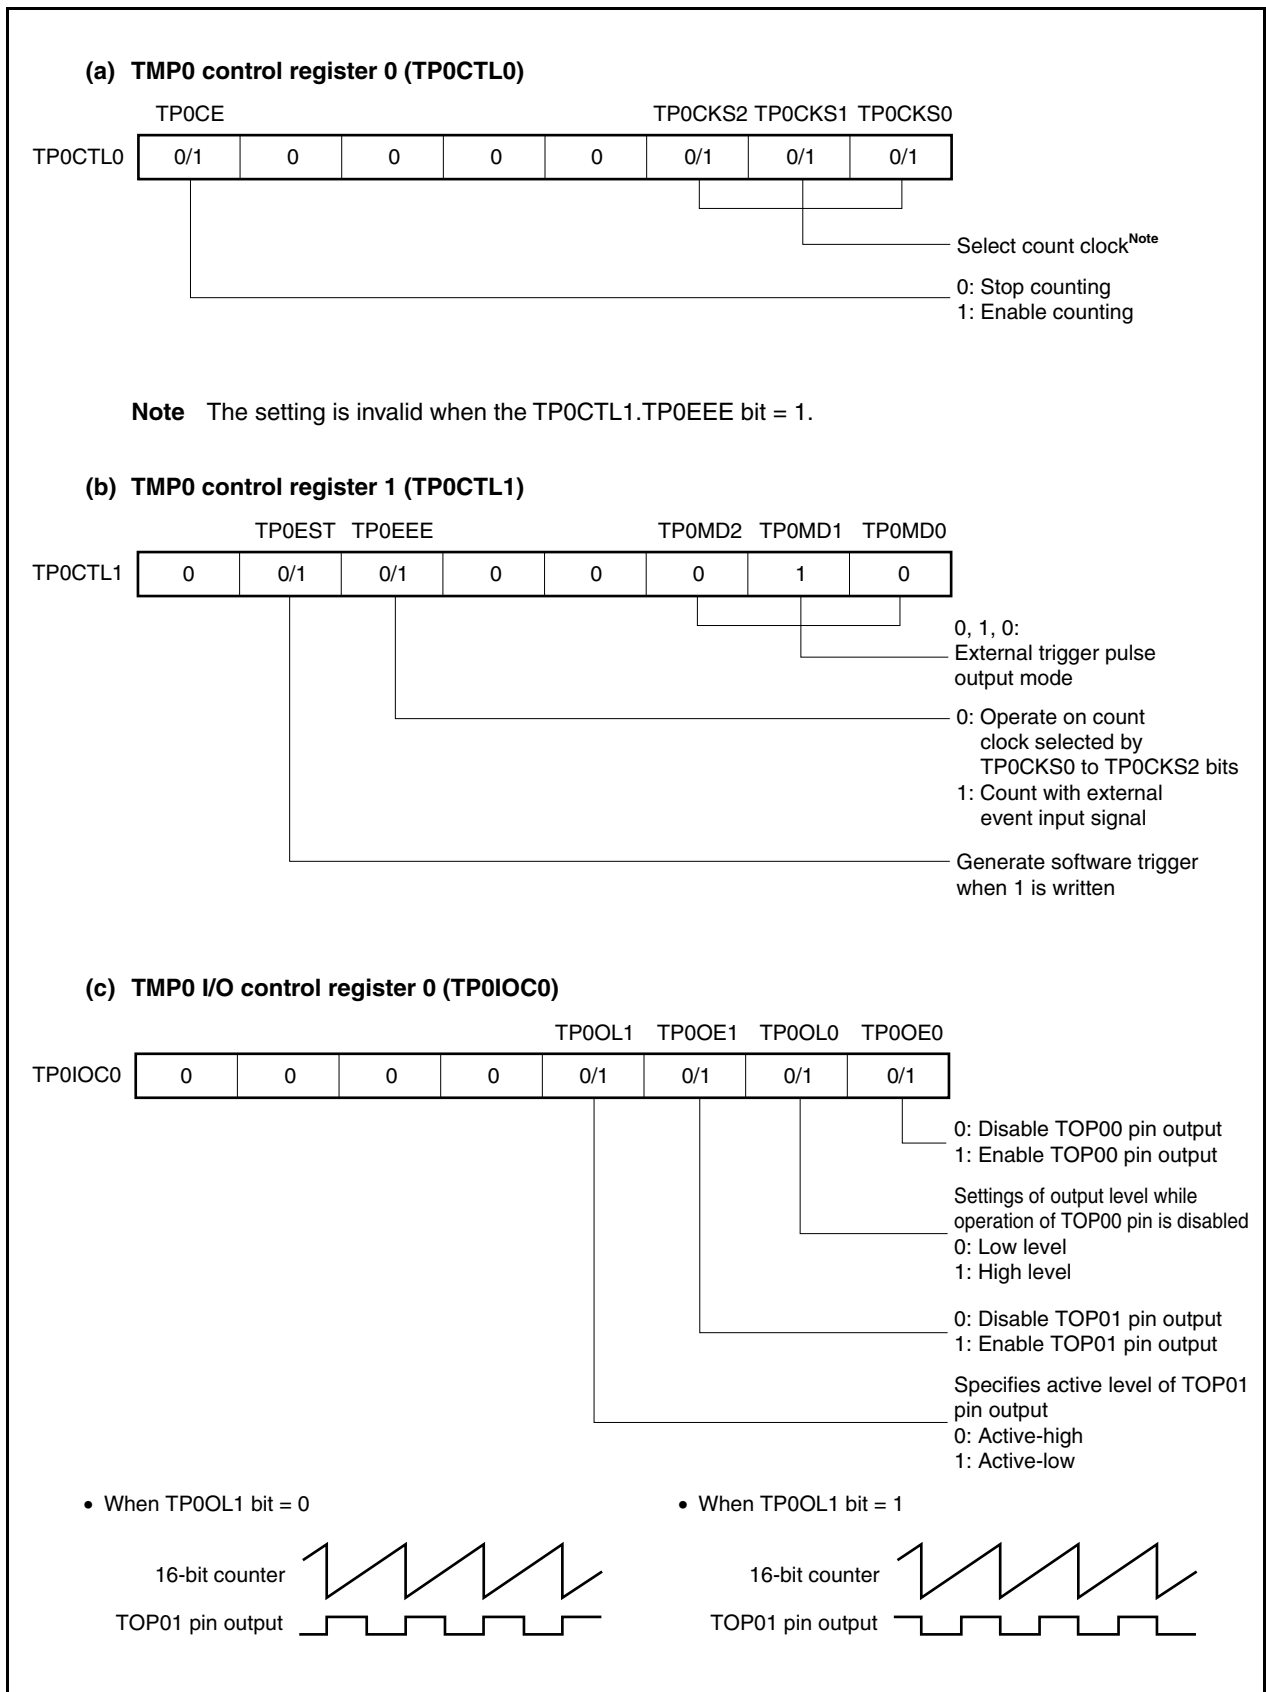 (a) TMP0 control register 0 (TP0CTL0)
TP0CE TP0CKS2 TP0CKS1 TP0CKS0
TP0CTL0 0/1 0 0 0 0 0/1 0/1 0/1
Select count clockNote
0: Stop counting
1: Enable counting
Note The setting is invalid when the TP0CTL1.TP0EEE bit = 1.
(b) TMP0 control register 1 (TP0CTL1)
TP0EST TP0EEE TP0MD2 TP0MD1 TP0MD0
TP0CTL1 0 0/1 0/1 0 0 0 1 0
0, 1, 0:
External trigger pulse
output mode
0: Operate on count
clock selected by
TP0CKS0 to TP0CKS2 bits
1: Count with external
event input signal
Generate software trigger
when 1 is written
(c) TMP0 I/O control register 0 (TP0IOC0)
TP0OL1 TP0OE1 TP0OL0 TP0OE0
TP0IOC0 0 0 0 0 0/1 0/1 0/1 0/1
0: Disable TOP00 pin output
1: Enable TOP00 pin output
Settings of output level while
operation of TOP00 pin is disabled
0: Low level
1: High level
0: Disable TOP01 pin output
1: Enable TOP01 pin output
Specifies active level of TOP01
pin output
0: Active-high
1: Active-low
• When TP0OL1 bit = 0
16-bit counter
TOP01 pin output
• When TP0OL1 bit = 1
16-bit counter
TOP01 pin output